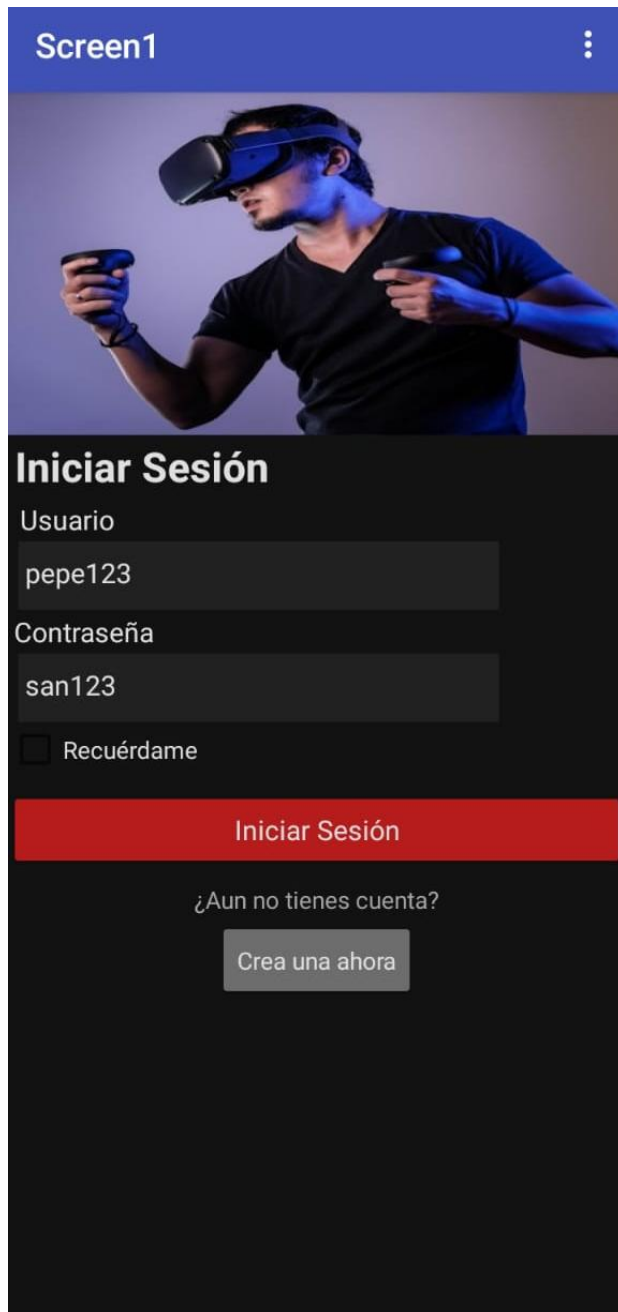 Screen1
Iniciar Sesión
Usuario
pepe123
Contraseña
san123
Recuérdame
Iniciar Sesión
¿Aun no tienes cuenta?
Crea una ahora